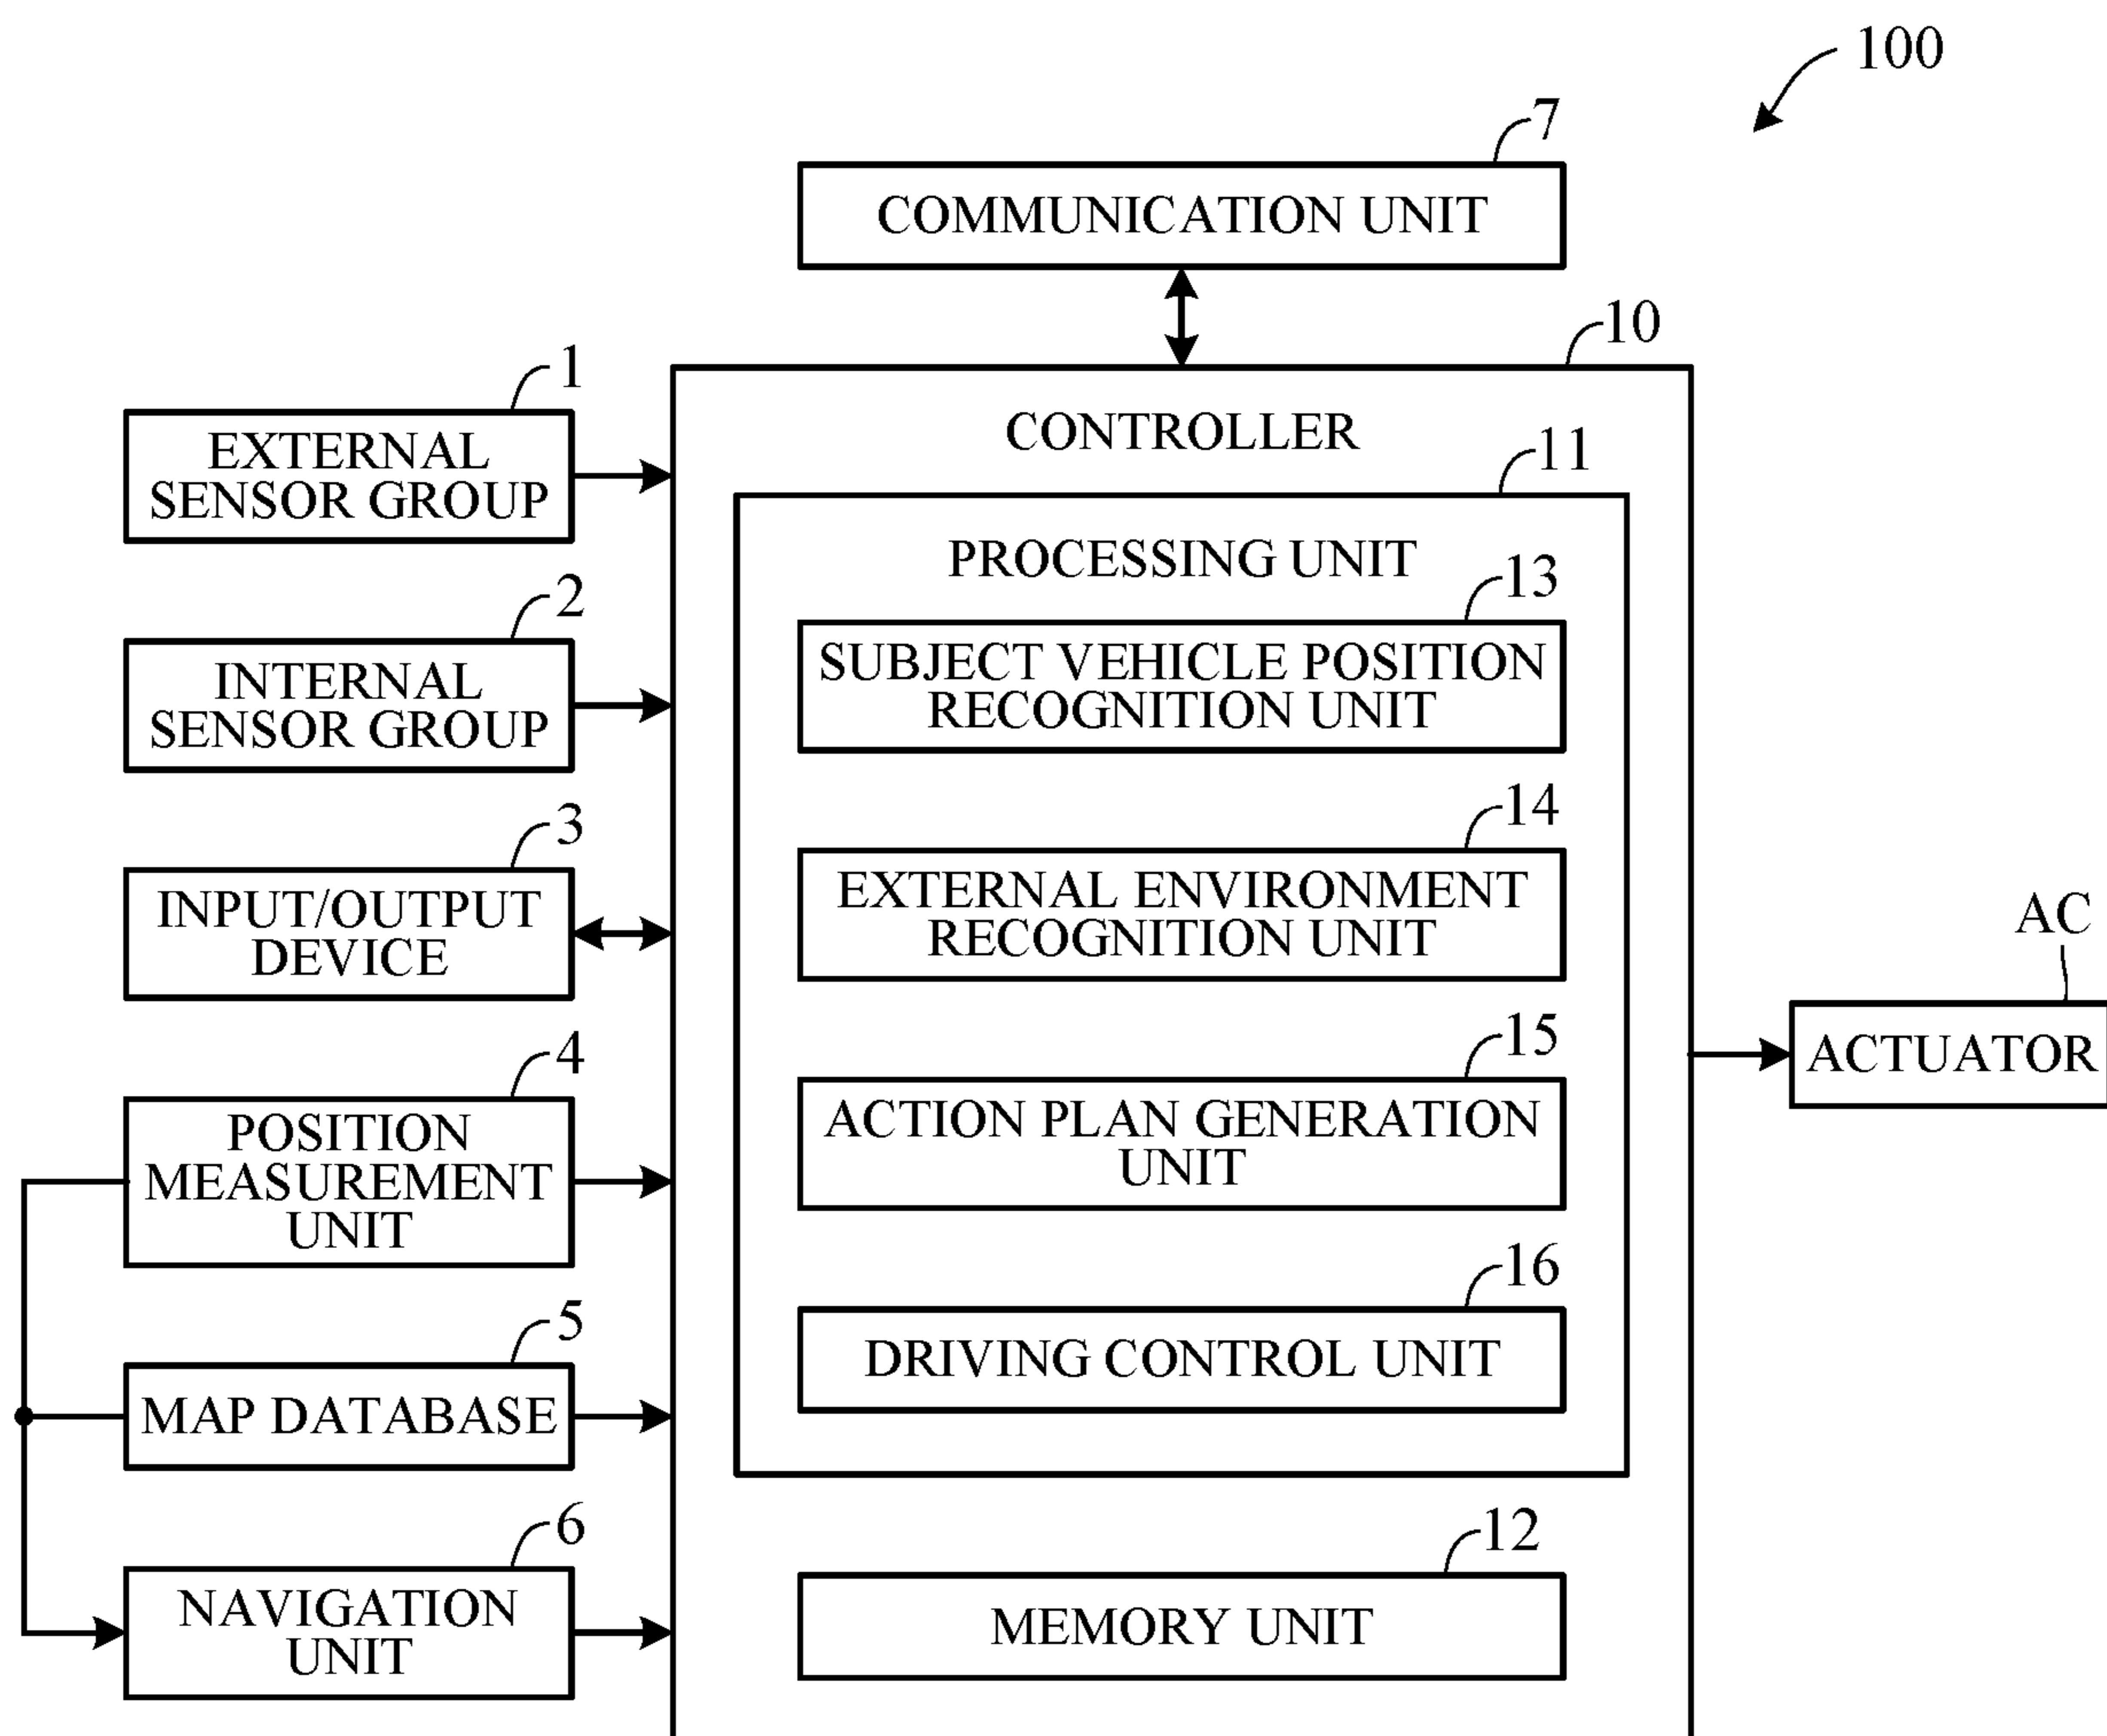 100
7
COMMUNICATION UNIT
10
CONTROLLER
1
EXTERNAL
SENSOR GROUP
2
INTERNAL
SENSOR GROUP
3
INPUT/OUTPUT
DEVICE
4
POSITION
MEASUREMENT
UNIT
5
MAP DATABASE
6
NAVIGATION
UNIT
11
PROCESSING UNIT
13
SUBJECT VEHICLE POSITION
RECOGNITION UNIT
14
EXTERNAL ENVIRONMENT
RECOGNITION UNIT
15
ACTION PLAN GENERATION
UNIT
16
DRIVING CONTROL UNIT
12
MEMORY UNIT
AC
ACTUATOR